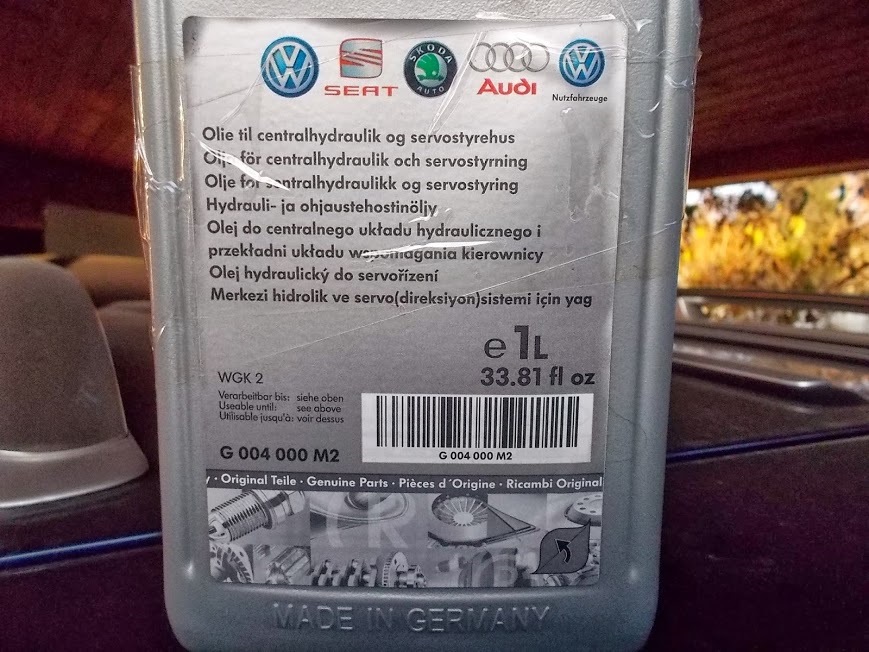 SEAT
ŠKODA
AUTO
Audi
Nutzfahrzeuge
Olie til centralhydraulik og servostyrehus
Olja för centralhydraulik och servostyrning
Olje for sentralhydraulikk og servostyring
Hydrauli- ja ohjaustehostinöljy
Olej do centralnego układu hydraulicznego i
przekładni układu wspomagania kierownicy
Olej hydraulický do servořízení
Merkezi hidrolik ve servo(direksiyon)sistemi için yag
e 1L
33.81 fl oz
WGK 2
Verarbeitbar bis: siehe oben
Useable until: see above
Utilisable jusqu'à: voir dessus
G 004 000 M2
G 004 000 M2
· Original Teile · Genuine Parts · Pièces d´Origine · Ricambi Original
MADE IN GERMANY